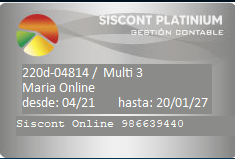 SISCONT PLATINIUM
GESTIÓN CONTABLE
220d-04814 / Multi 3
Maria Online
desde: 04/21 hasta: 20/01/27
Siscont Online 986639440